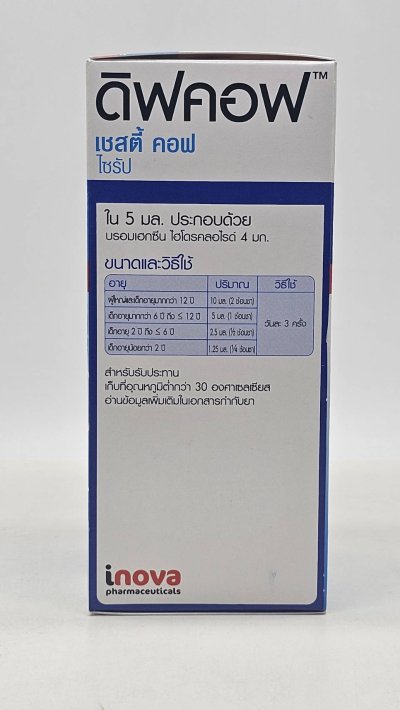 ดิฟคอฟ™
เชสตี้ คอฟ
ไซรัป
ใน 5 มล. ประกอบด้วย
บรอมเฮกซีน ไฮโดรคลอไรด์ 4 มก.
ขนาดและวิธีใช้
อายุ ปริมาณ วิธีใช้
ผู้ใหญ่และเด็กอายุมากกว่า 12 ปี 10 มล. (2 ช้อนชา)
เด็กอายุมากกว่า 6 ปี ถึง ≤ 12 ปี 5 มล. (1 ช้อนชา) วันละ 3 ครั้ง
เด็กอายุ 2 ปี ถึง ≤ 6 ปี 2.5 มล. (½ ช้อนชา)
เด็กอายุน้อยกว่า 2 ปี 1.25 มล. (¼ ช้อนชา)
สำหรับรับประทาน
เก็บที่อุณหภูมิต่ำกว่า 30 องศาเซลเซียส
อ่านข้อมูลเพิ่มเติมในเอกสารกำกับยา
inova
pharmaceuticals